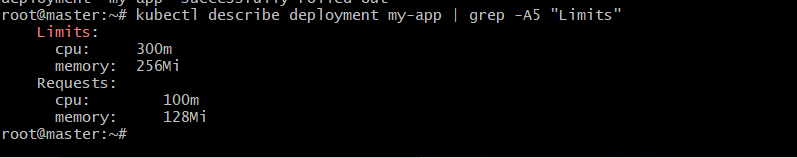 deployment "my-app" successfully rolled out
root@master:~# kubectl describe deployment my-app | grep -A5 "Limits"
    Limits:
      cpu:     300m
      memory:  256Mi
    Requests:
      cpu:        100m
      memory:     128Mi
root@master:~#